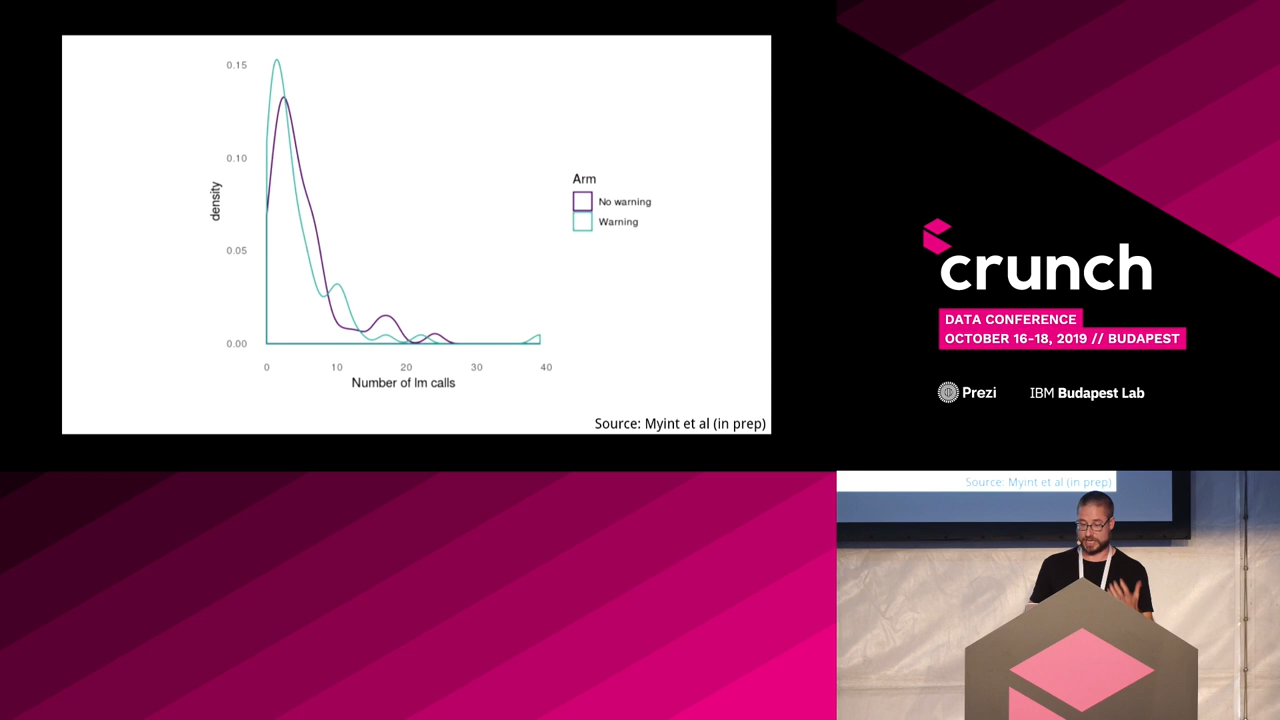 0.15
0.10
0.05
0.00
density
0
10
20
30
40
Number of lm calls
Arm
No warning
Warning
Source: Myint et al (in prep)
crunch
DATA CONFERENCE
OCTOBER 16-18, 2019 // BUDAPEST
Prezi
IBM Budapest Lab
Source: Myint et al (in prep)